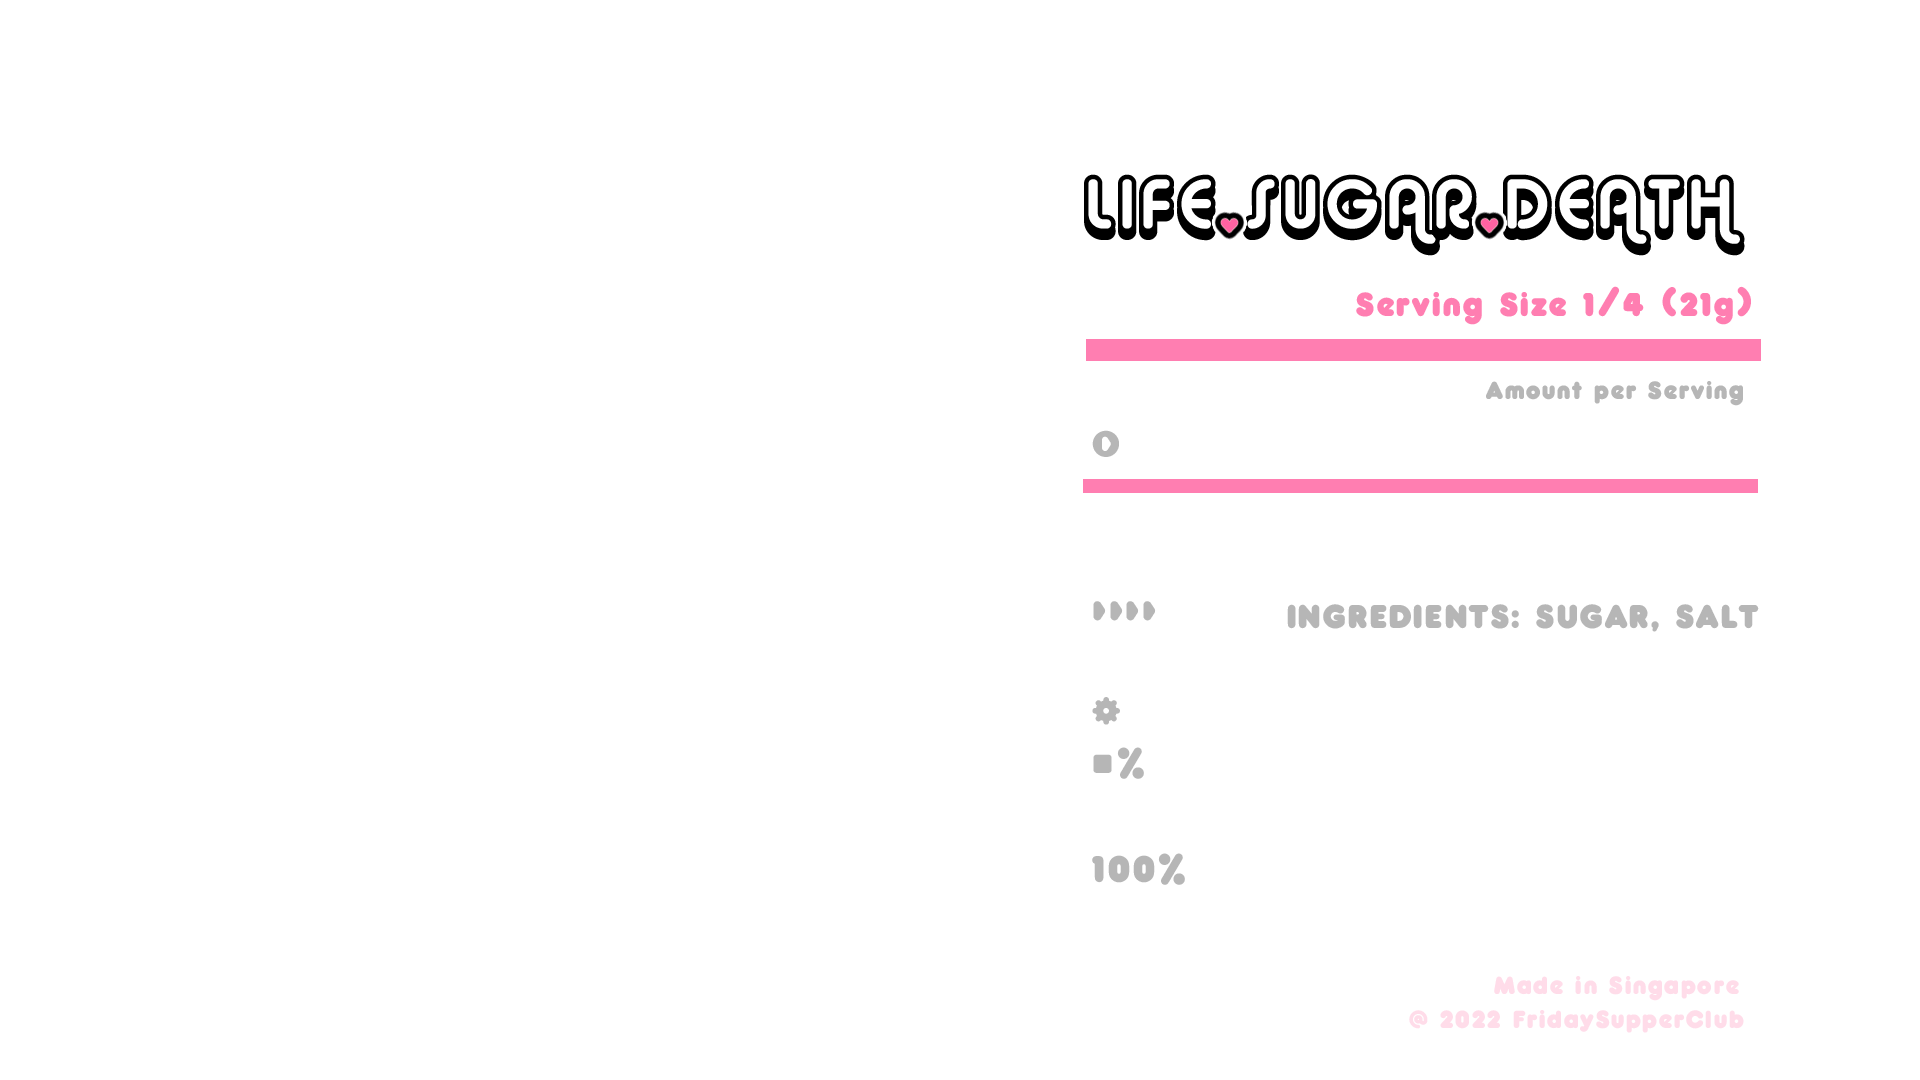 LIFE.SUGAR.DEATH
Serving Size 1/4 (21g)
Amount per Serving
0
INGREDIENTS: SUGAR, SALT
%
100%
Made in Singapore
@ 2022 FridaySupperClub